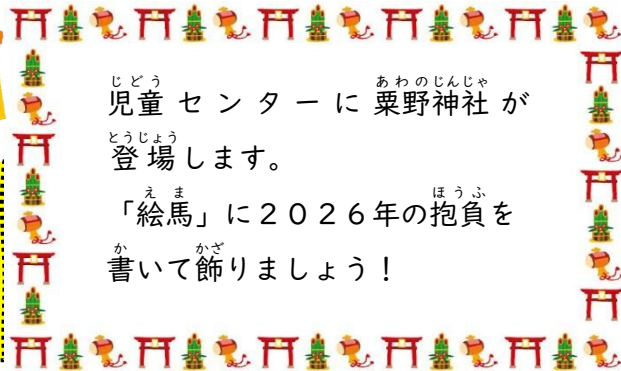 児童センターに粟野神社が
登場します。
「絵馬」に２０２６年の抱負を
書いて飾りましょう！